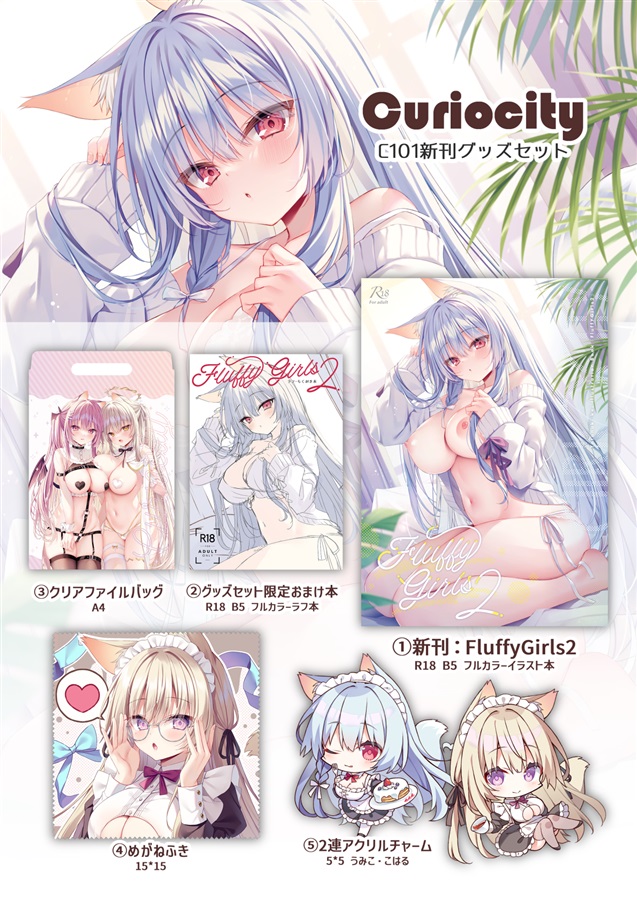 Curiocity
C101新刊グッズセット
R18
For adult
Fluffy Girls 2
R18
ADULT
ONLY
Fluffy
Girls 2
③クリアファイルバッグ
A4
②グッズセット限定おまけ本
R18 B5 フルカラーラフ本
①新刊：FluffyGirls2
R18 B5 フルカラーイラスト本
④めがねふき
15*15
⑤2連アクリルチャーム
5*5 うみこ・こはる